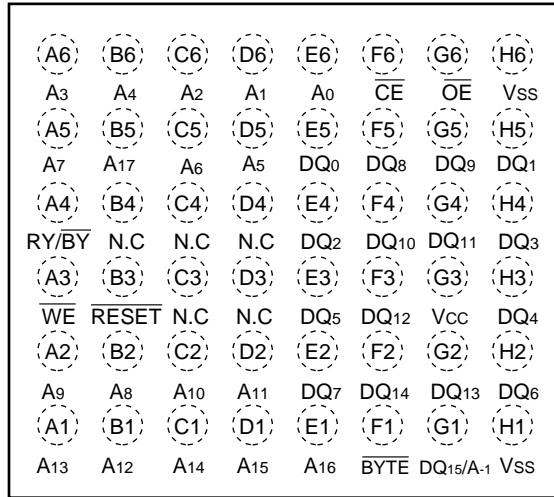 A6 B6 C6 D6 E6 F6 G6 H6
A3 A4 A2 A1 A0 CE OE VSS
A5 B5 C5 D5 E5 F5 G5 H5
A7 A17 A6 A5 DQ0 DQ8 DQ9 DQ1
A4 B4 C4 D4 E4 F4 G4 H4
RY/BY N.C N.C N.C DQ2 DQ10 DQ11 DQ3
A3 B3 C3 D3 E3 F3 G3 H3
WE RESET N.C N.C DQ5 DQ12 VCC DQ4
A2 B2 C2 D2 E2 F2 G2 H2
A9 A8 A10 A11 DQ7 DQ14 DQ13 DQ6
A1 B1 C1 D1 E1 F1 G1 H1
A13 A12 A14 A15 A16 BYTE DQ15/A-1 VSS